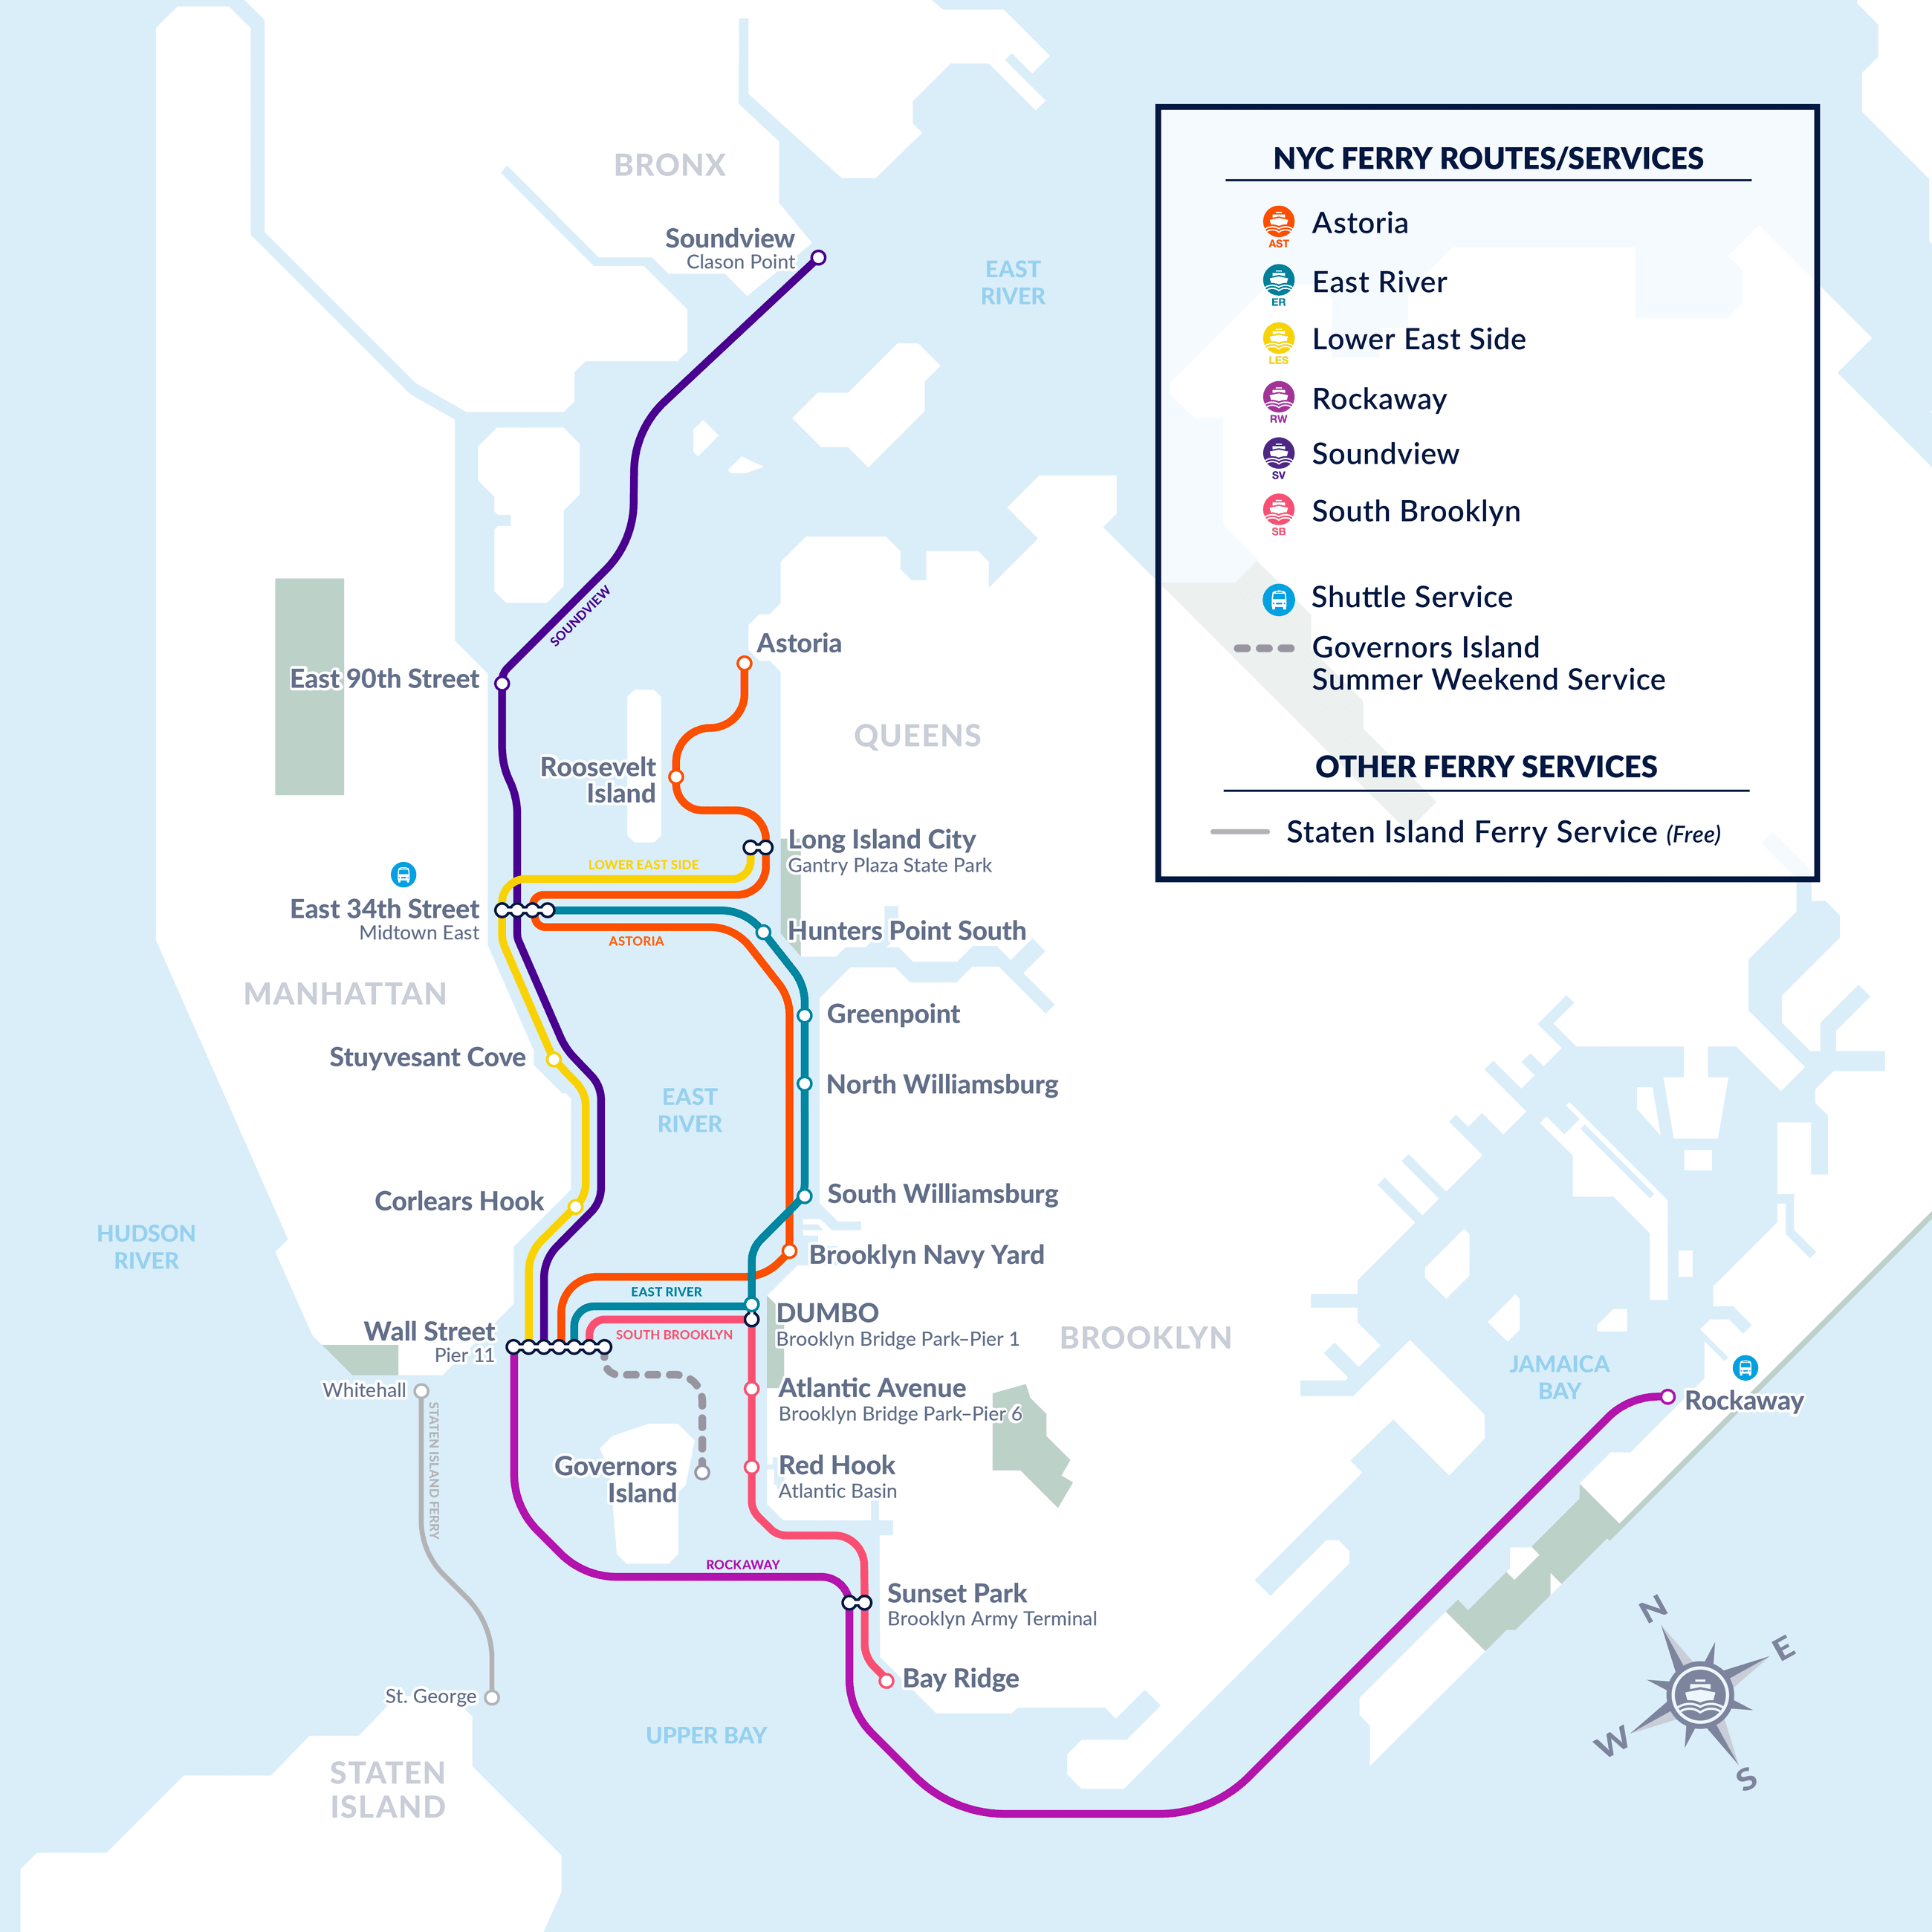 BRONX
Soundview
Clason Point
EAST
RIVER
NYC FERRY ROUTES/SERVICES
AST
Astoria
ER
East River
LES
Lower East Side
RW
Rockaway
SV
Soundview
SB
South Brooklyn
Shuttle Service
Governors Island
Summer Weekend Service
OTHER FERRY SERVICES
Staten Island Ferry Service (Free)
SOUNDVIEW
East 90th Street
Astoria
QUEENS
Roosevelt
Island
Long Island City
Gantry Plaza State Park
LOWER EAST SIDE
East 34th Street
Midtown East
ASTORIA
Hunters Point South
MANHATTAN
Greenpoint
Stuyvesant Cove
North Williamsburg
EAST
RIVER
Corlears Hook
South Williamsburg
HUDSON
RIVER
Brooklyn Navy Yard
EAST RIVER
DUMBO
Brooklyn Bridge Park–Pier 1
SOUTH BROOKLYN
Wall Street
Pier 11
BROOKLYN
JAMAICA
BAY
Rockaway
Whitehall
STATEN ISLAND FERRY
Atlantic Avenue
Brooklyn Bridge Park–Pier 6
Governors
Island
Red Hook
Atlantic Basin
ROCKAWAY
Sunset Park
Brooklyn Army Terminal
Bay Ridge
St. George
UPPER BAY
STATEN
ISLAND
N
E
W
S